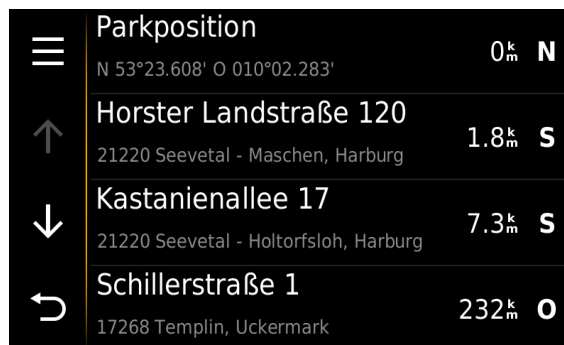 Parkposition
N 53°23.608' O 010°02.283'
0km N
Horster Landstraße 120
21220 Seevetal - Maschen, Harburg
1.8km S
Kastanienallee 17
21220 Seevetal - Holtorfsloh, Harburg
7.3km S
Schillerstraße 1
17268 Templin, Uckermark
232km O